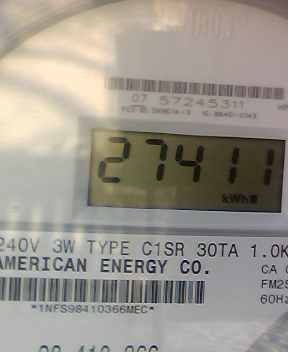 07 57245311
27411
kWh
240V 3W TYPE C1SR 30TA 1.0K
AMERICAN ENERGY CO.
CA
FM2S
60Hz
*1NFS98410366MEC*